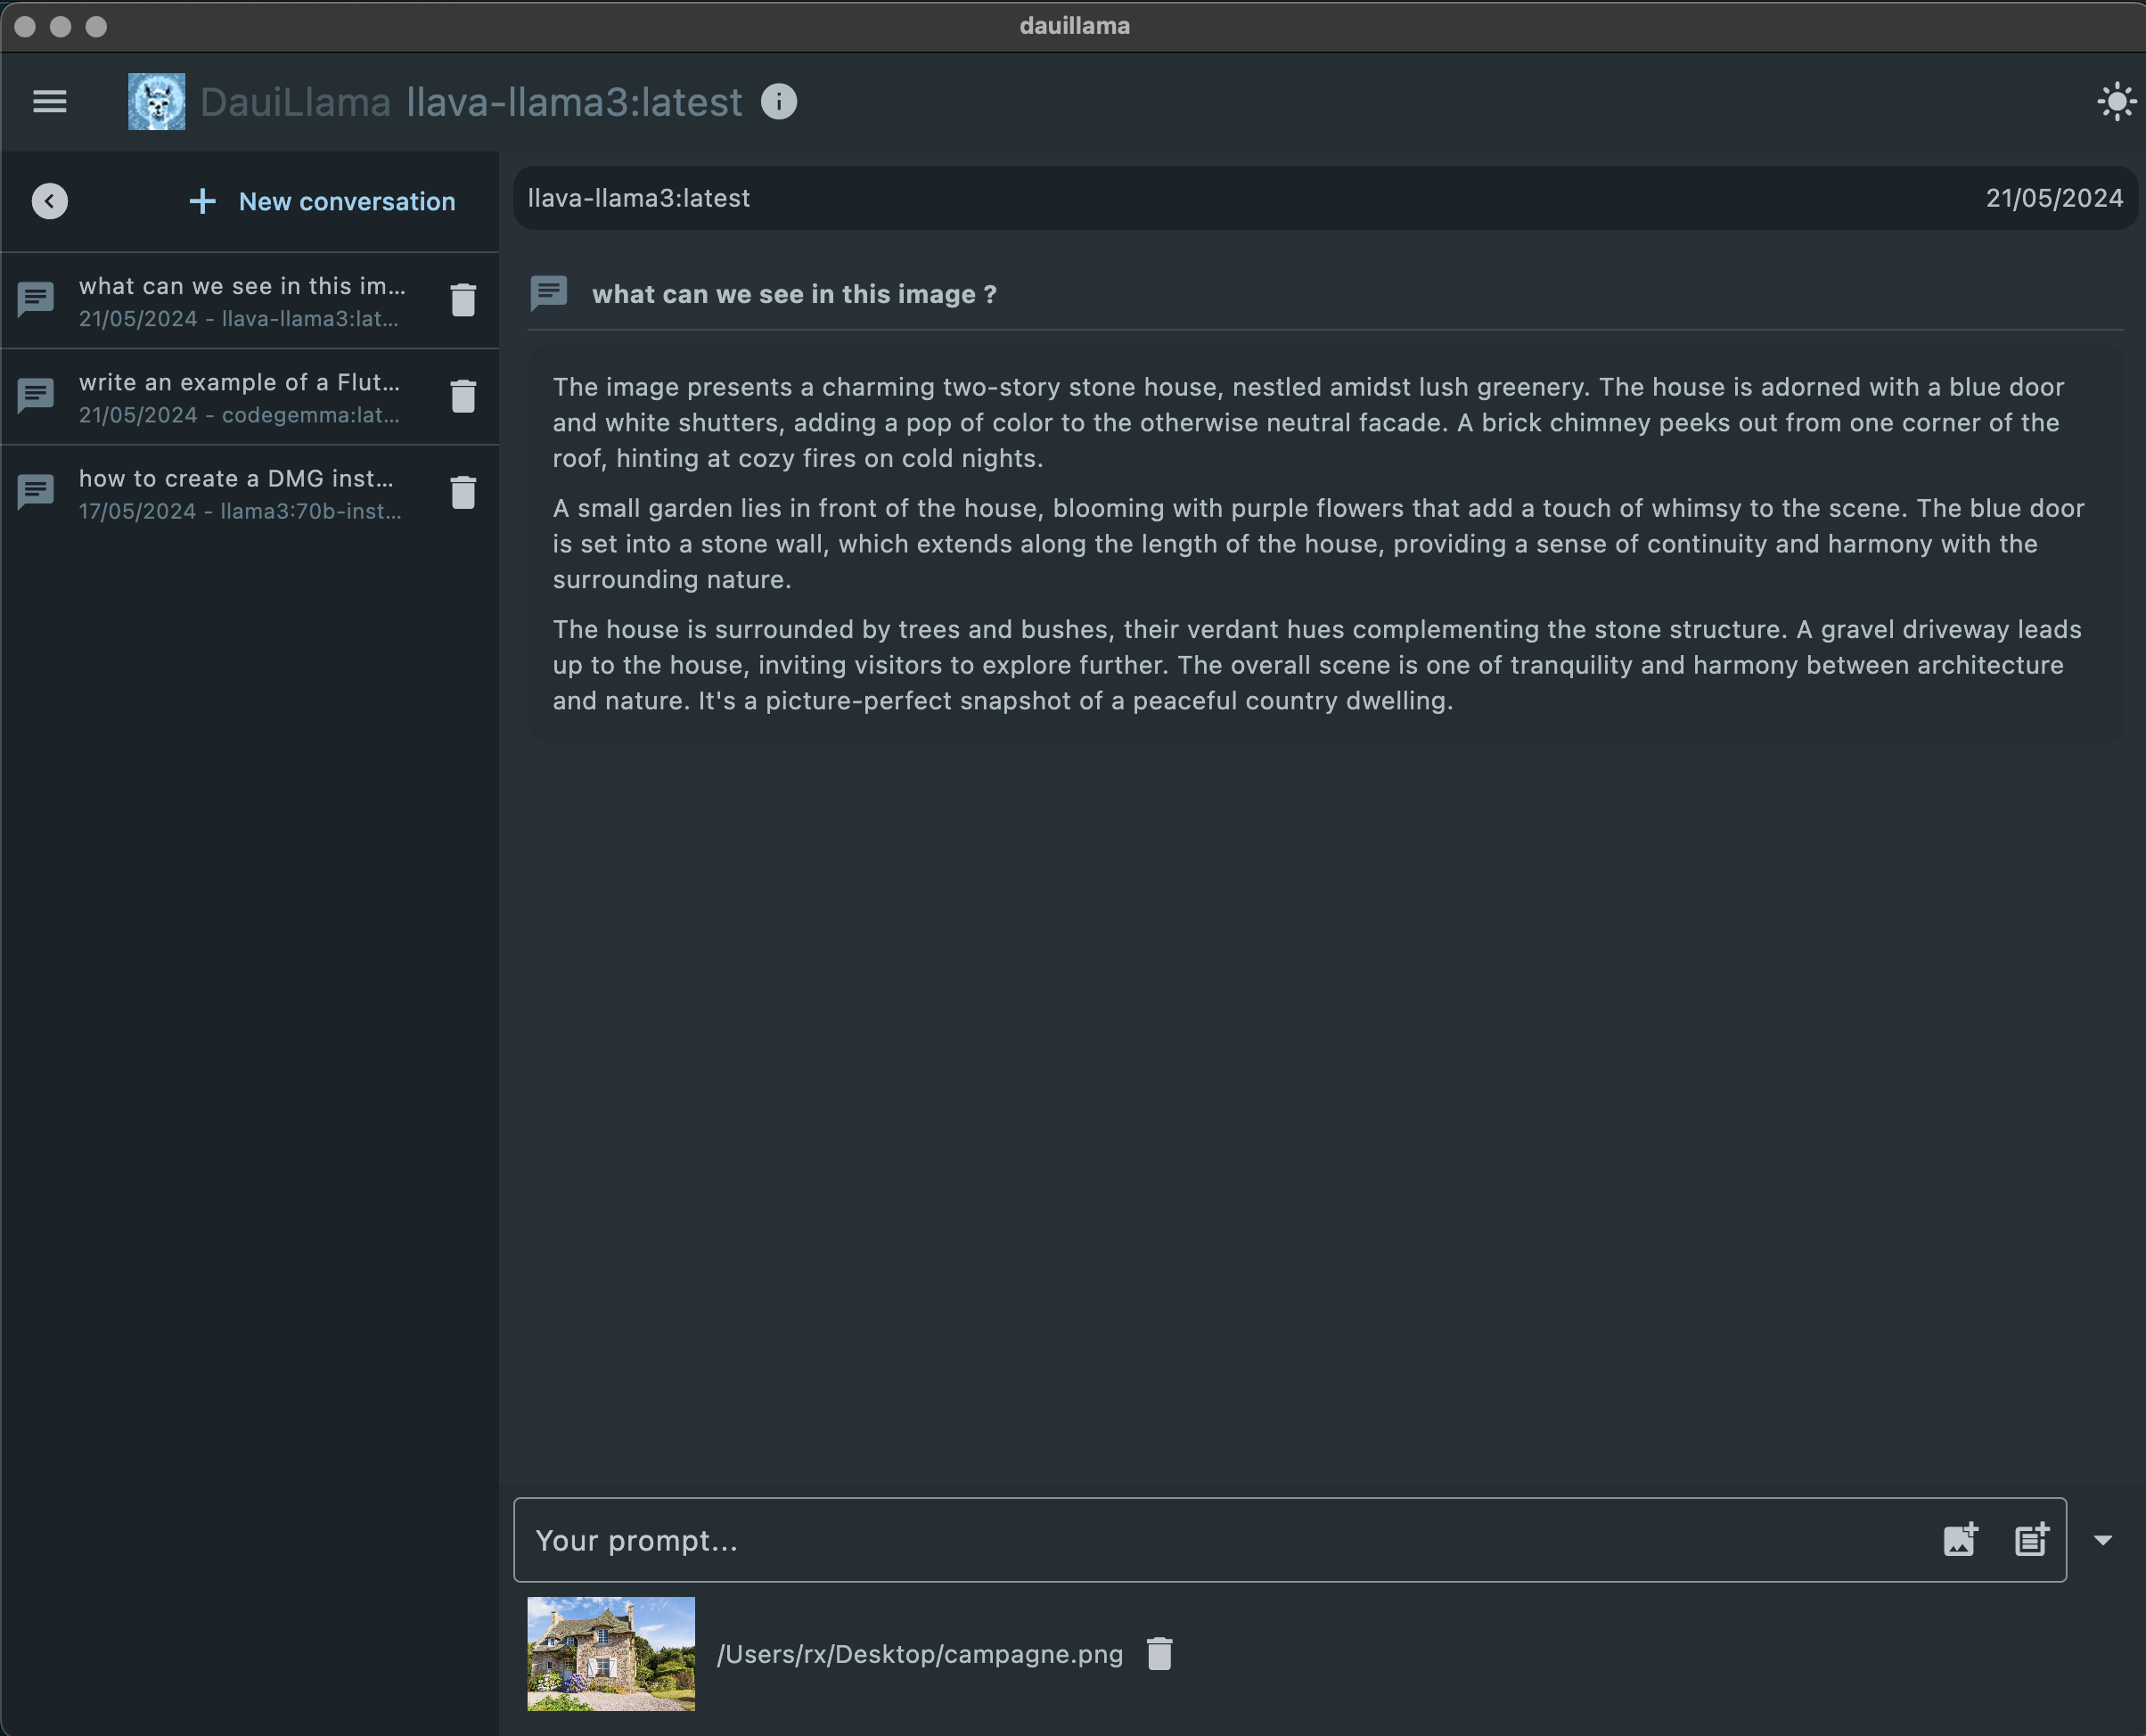 dauillama
DauiLlama llava-llama3:latest
New conversation
what can we see in this im...
21/05/2024 - llava-llama3:lat...
write an example of a Flut...
21/05/2024 - codegemma:lat...
how to create a DMG inst...
17/05/2024 - llama3:70b-inst...
llava-llama3:latest 21/05/2024
what can we see in this image ?
The image presents a charming two-story stone house, nestled amidst lush greenery. The house is adorned with a blue door
and white shutters, adding a pop of color to the otherwise neutral facade. A brick chimney peeks out from one corner of the
roof, hinting at cozy fires on cold nights.
A small garden lies in front of the house, blooming with purple flowers that add a touch of whimsy to the scene. The blue door
is set into a stone wall, which extends along the length of the house, providing a sense of continuity and harmony with the
surrounding nature.
The house is surrounded by trees and bushes, their verdant hues complementing the stone structure. A gravel driveway leads
up to the house, inviting visitors to explore further. The overall scene is one of tranquility and harmony between architecture
and nature. It's a picture-perfect snapshot of a peaceful country dwelling.
Your prompt...
/Users/rx/Desktop/campagne.png